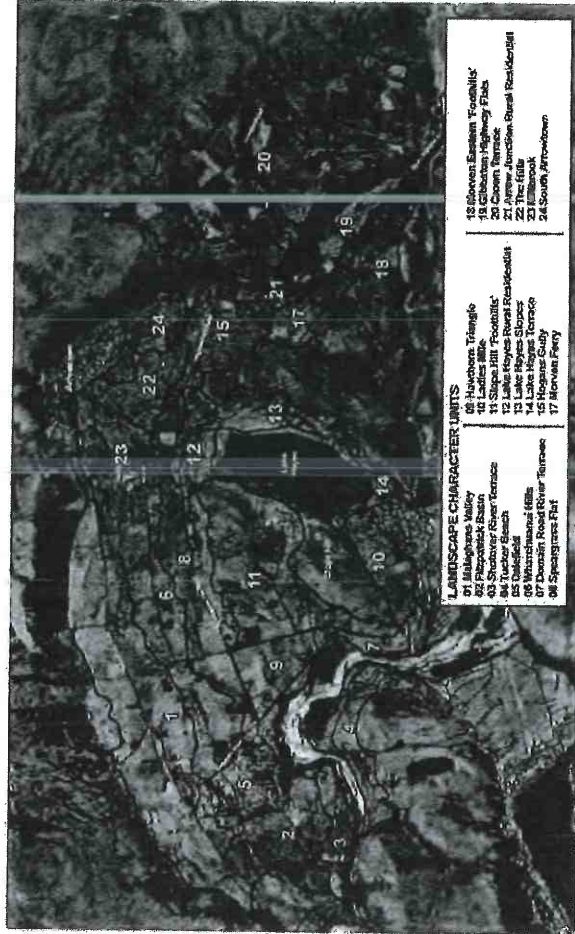 23
24
22
12
15
20
6
8
13
21
19
1
11
17
18
9
14
5
10
7
2
4
3
LANDSCAPE CHARACTER UNITS
01 Malaghans Valley
02 Fitzpatrick Basin
03 Shotover River Terrace
04 Tucker Beach
05 Dalefield
06 Wharehuanui Hills
07 Domain Road River Terrace
08 Speargrass Flat
09 Hawthorn Triangle
10 Ladies Mile
11 Slope Hill 'Foothills'
12 Lake Hayes Rural Residential
13 Lake Hayes Slopes
14 Lake Hayes Terrace
15 Hogans Gully
17 Morven Ferry
18 Morven Eastern 'Foothills'
19 Gibbston Highway Flats
20 Crown Terrace
21 Arrow Junction Rural Residential
22 The Hills
23 Millbrook
24 South Arrowtown